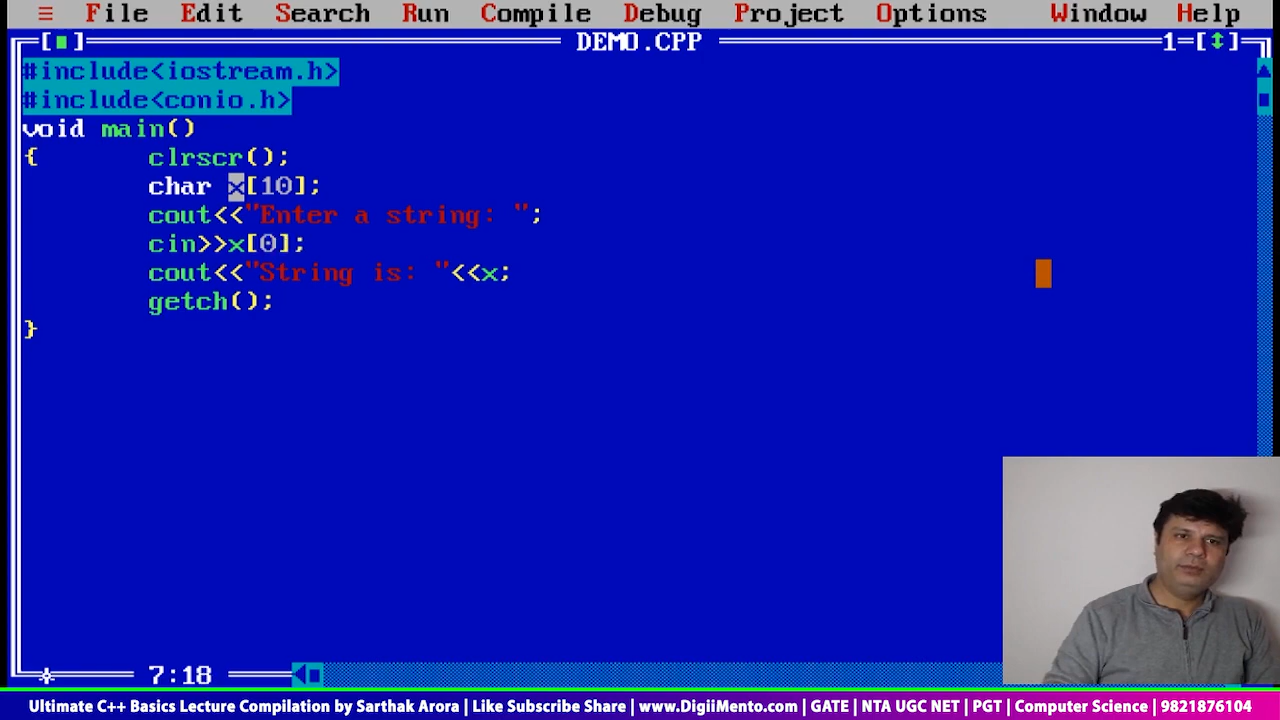 ≡ File Edit Search Run Compile Debug Project Options Window Help
[■] DEMO.CPP 1=[↕]
#include<iostream.h>
#include<conio.h>
void main()
{ clrscr();
char x[10];
cout<<"Enter a string: ";
cin>>x[0];
cout<<"String is: "<<x;
getch();
}
7:18
Ultimate C++ Basics Lecture Compilation by Sarthak Arora | Like Subscribe Share | www.DigiiMento.com | GATE | NTA UGC NET | PGT | Computer Science | 9821876104